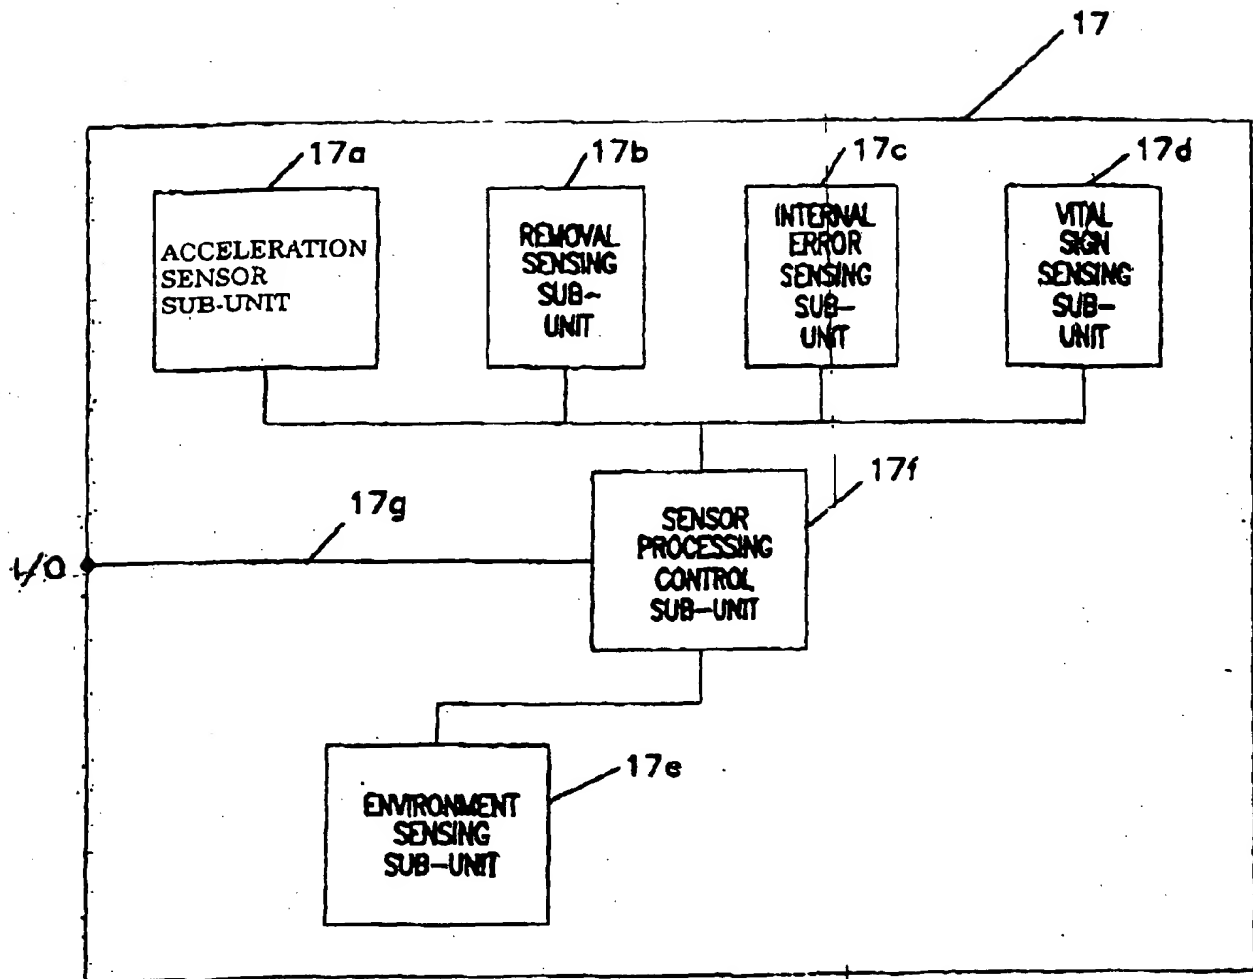 17
17a
17b
17c
17d
ACCELERATION
SENSOR
SUB-UNIT
REMOVAL
SENSING
SUB-
UNIT
INTERNAL
ERROR
SENSING
SUB-
UNIT
VITAL
SIGN
SENSING
SUB-
UNIT
17g
17f
I/O
SENSOR
PROCESSING
CONTROL
SUB-UNIT
17e
ENVIRONMENT
SENSING
SUB-UNIT